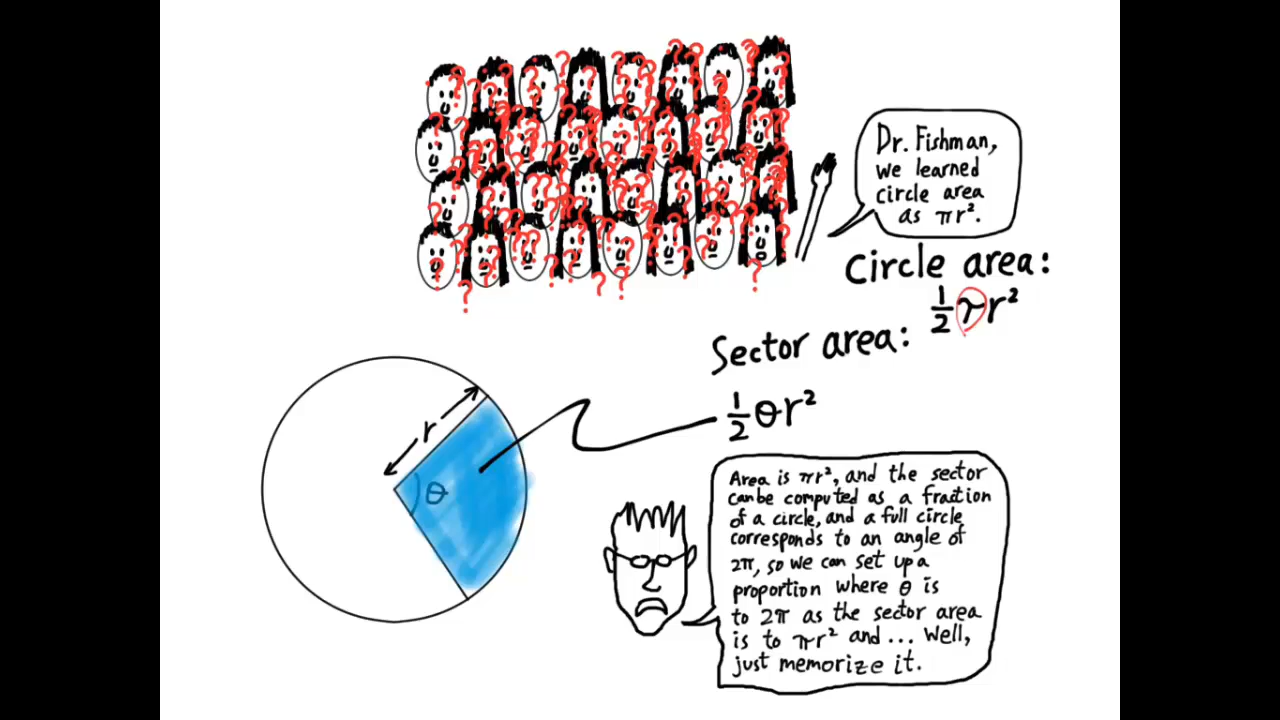 Dr. Fishman,
we learned
circle area
as πr².
Circle area:
½τr²
Sector area:
½θr²
r
θ
Area is πr², and the sector
can be computed as a fraction
of a circle, and a full circle
corresponds to an angle of
2π, so we can set up a
proportion where θ is
to 2π as the sector area
is to πr² and ... Well,
just memorize it.